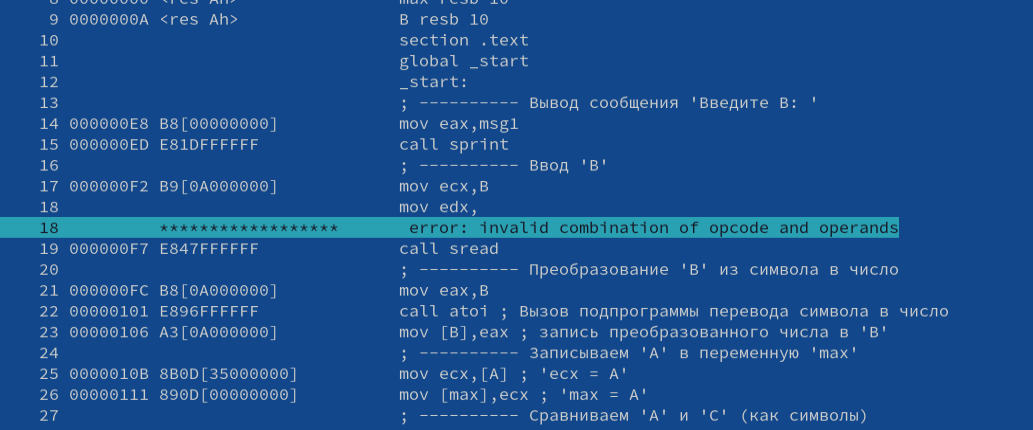 8 00000000 <res Ah> max resb 10
9 0000000A <res Ah> B resb 10
10 section .text
11 global _start
12 _start:
13 ; ---------- Вывод сообщения 'Введите B: '
14 000000E8 B8[00000000] mov eax,msg1
15 000000ED E81DFFFFFF call sprint
16 ; ---------- Ввод 'B'
17 000000F2 B9[0A000000] mov ecx,B
18 mov edx,
18 ****************** error: invalid combination of opcode and operands
19 000000F7 E847FFFFFF call sread
20 ; ---------- Преобразование 'B' из символа в число
21 000000FC B8[0A000000] mov eax,B
22 00000101 E896FFFFFF call atoi ; Вызов подпрограммы перевода символа в число
23 00000106 A3[0A000000] mov [B],eax ; запись преобразованного числа в 'B'
24 ; ---------- Записываем 'A' в переменную 'max'
25 0000010B 8B0D[35000000] mov ecx,[A] ; 'ecx = A'
26 00000111 890D[00000000] mov [max],ecx ; 'max = A'
27 ; ---------- Сравниваем 'A' и 'C' (как символы)